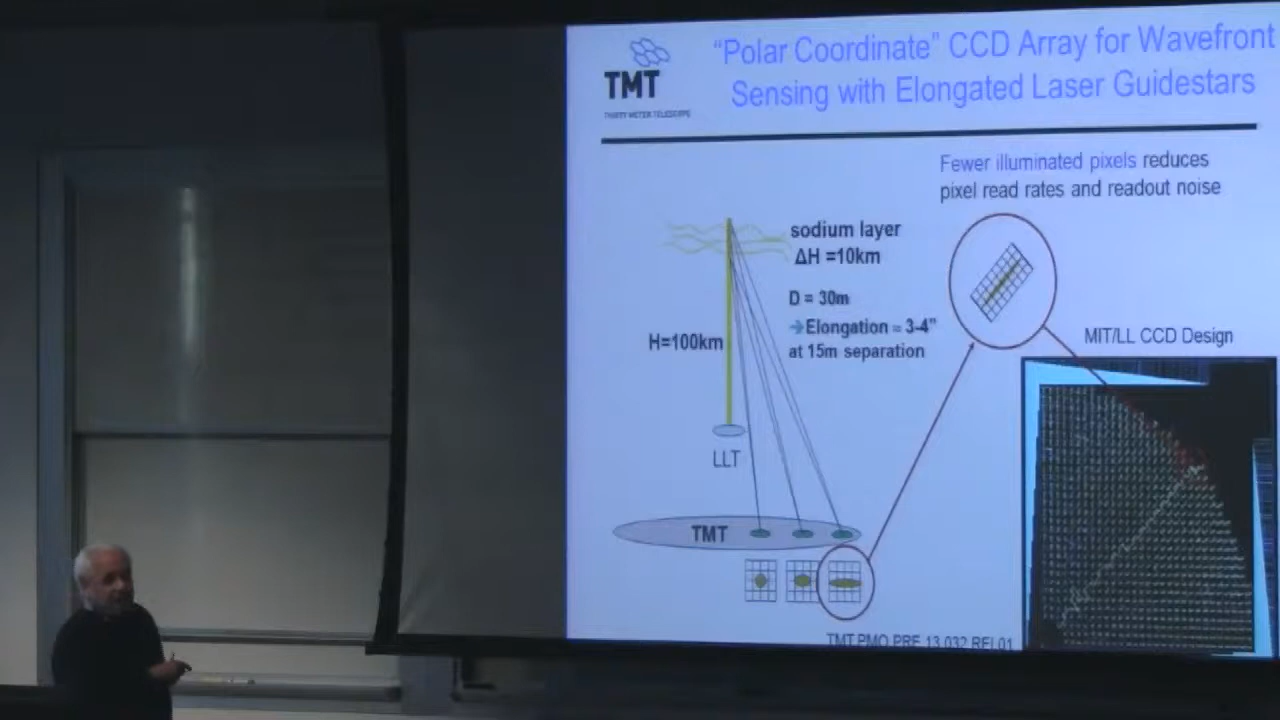 "Polar Coordinate" CCD Array for Wavefront
Sensing with Elongated Laser Guidestars
TMT
THIRTY METER TELESCOPE
Fewer illuminated pixels reduces
pixel read rates and readout noise
sodium layer
ΔH =10km
D = 30m
➔Elongation = 3-4"
at 15m separation
H=100km
MIT/LL CCD Design
LLT
TMT
TMT.PMO.PRE.13.032.REL01